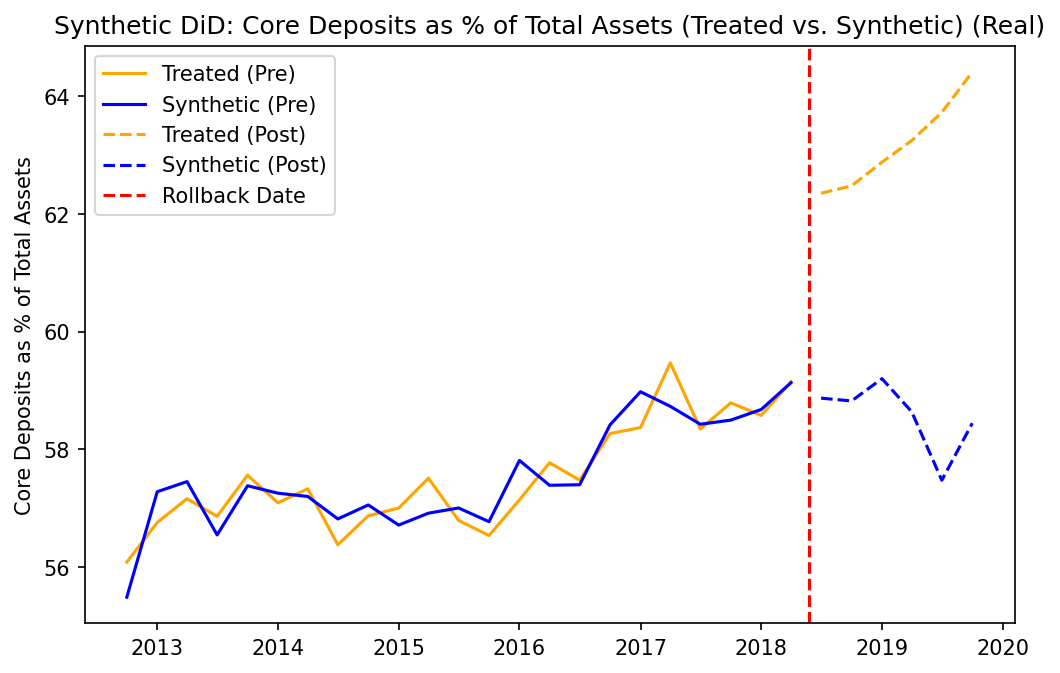 Synthetic DiD: Core Deposits as % of Total Assets (Treated vs. Synthetic) (Real)
Treated (Pre)
Synthetic (Pre)
Treated (Post)
Synthetic (Post)
Rollback Date
Core Deposits as % of Total Assets
64
62
60
58
56
2013
2014
2015
2016
2017
2018
2019
2020